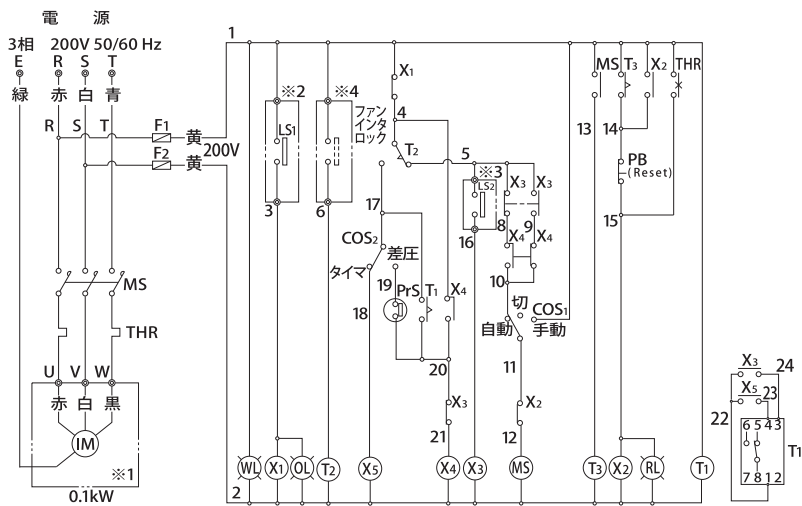 電 源
3相 200V 50/60 Hz
E R S T
緑 赤 白 青
R S T
F1 黄
F2 黄 200V
MS
THR
U V W
赤 白 黒
IM
※1
0.1kW
1
※2
LS1
3
※4
6
ファン
インタ
ロック
X1
4
T2
5
17
COS2
差圧
タイマ
18
19
PrS T1 X4
20
X3
21
※3
LS2
16
X3 X3
8 9
X4 X4
10
切
COS1
自動 手動
11
X2
12
MS T3 X2 THR
13 14
PB
(Reset)
15
WL X1 OL T2 X5 X4 X3 MS T3 X2 RL T1
2
X3 24
X5 23
22
6 5 4 3
7 8 1 2
T1